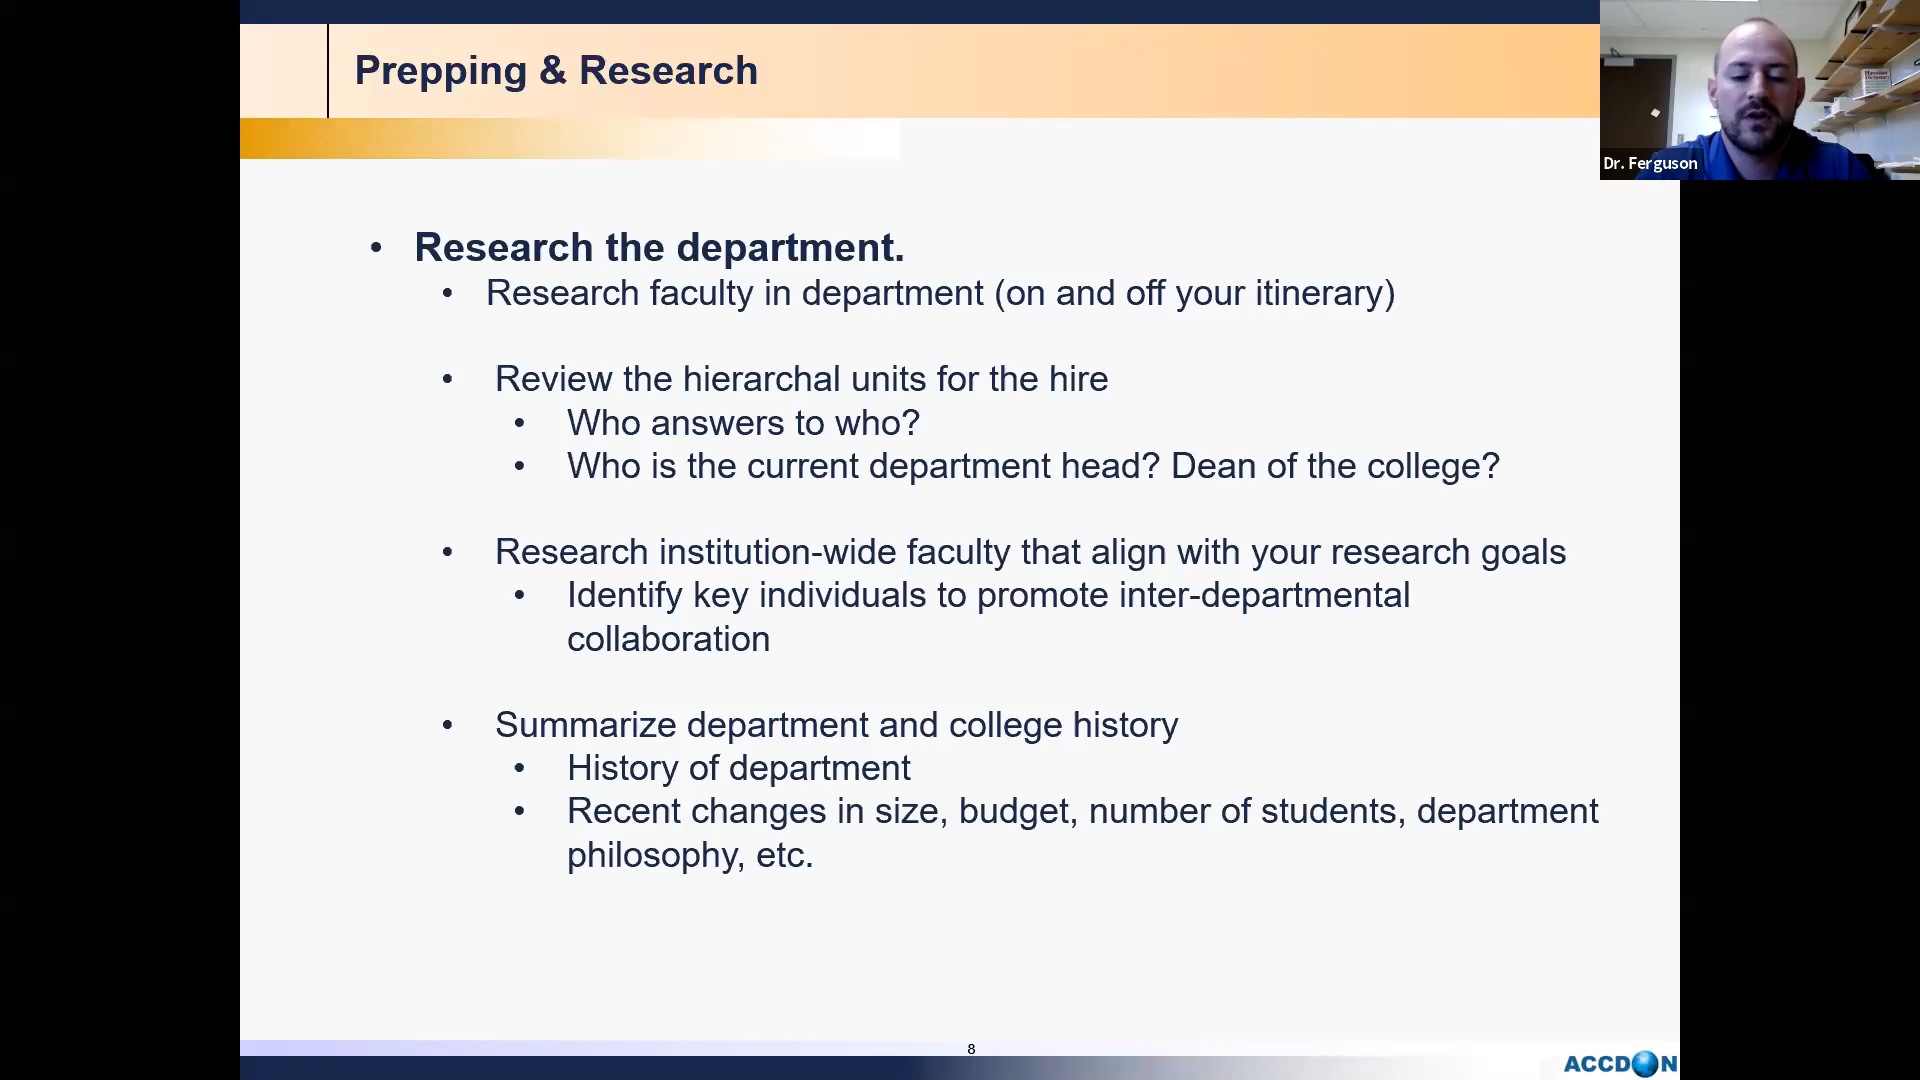 Prepping & Research
Dr. Ferguson
• Research the department.
• Research faculty in department (on and off your itinerary)
• Review the hierarchal units for the hire
• Who answers to who?
• Who is the current department head? Dean of the college?
• Research institution-wide faculty that align with your research goals
• Identify key individuals to promote inter-departmental
collaboration
• Summarize department and college history
• History of department
• Recent changes in size, budget, number of students, department
philosophy, etc.
8
ACCDON